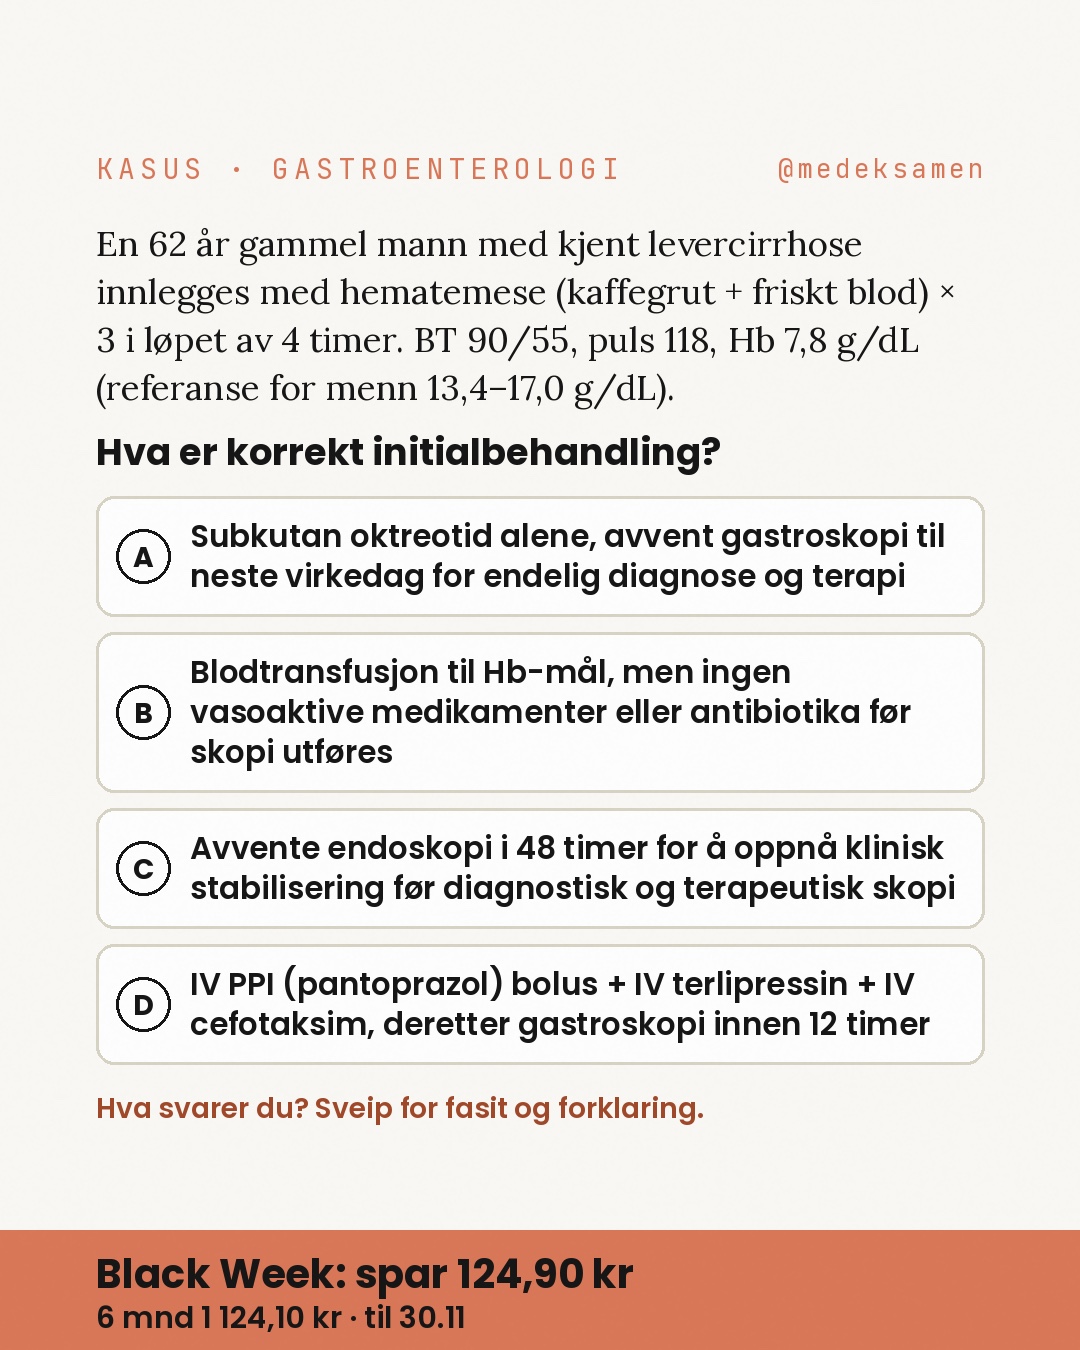 KASUS · GASTROENTEROLOGI
@medeksamen
En 62 år gammel mann med kjent levercirrhose
innlegges med hematemese (kaffegrut + friskt blod) ×
3 i løpet av 4 timer. BT 90/55, puls 118, Hb 7,8 g/dL
(referanse for menn 13,4–17,0 g/dL).
Hva er korrekt initialbehandling?
A
Subkutan oktreotid alene, avvent gastroskopi til
neste virkedag for endelig diagnose og terapi
B
Blodtransfusjon til Hb-mål, men ingen
vasoaktive medikamenter eller antibiotika før
skopi utføres
C
Avvente endoskopi i 48 timer for å oppnå klinisk
stabilisering før diagnostisk og terapeutisk skopi
D
IV PPI (pantoprazol) bolus + IV terlipressin + IV
cefotaksim, deretter gastroskopi innen 12 timer
Hva svarer du? Sveip for fasit og forklaring.
Black Week: spar 124,90 kr
6 mnd 1 124,10 kr · til 30.11